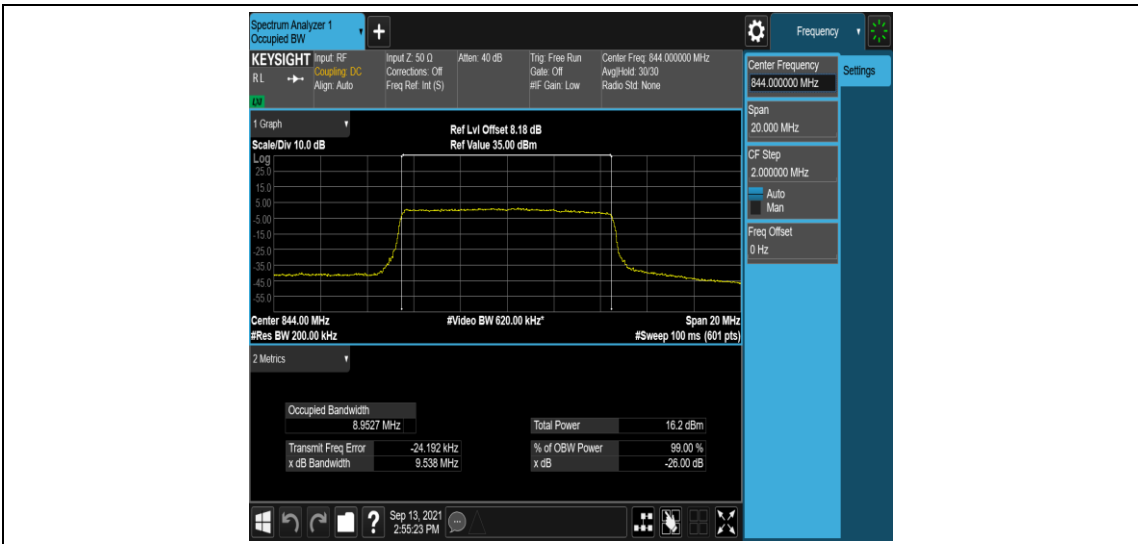 Spectrum Analyzer 1
Occupied BW
+
Frequency
KEYSIGHT
Input: RF
Input Z: 50 Ω
Atten: 40 dB
Trig: Free Run
Center Freq: 844.000000 MHz
RL
Coupling: DC
Corrections: Off
Gate: Off
Avg|Hold: 30/30
Align: Auto
Freq Ref: Int (S)
#IF Gain: Low
Radio Std: None
LXI
Center Frequency
844.000000 MHz
Settings
Span
20.000 MHz
CF Step
2.000000 MHz
Auto
Man
Freq Offset
0 Hz
1 Graph
Ref Lvl Offset 8.18 dB
Scale/Div 10.0 dB
Ref Value 35.00 dBm
Log
25.0
15.0
5.00
-5.00
-15.0
-25.0
-35.0
-45.0
-55.0
Center 844.00 MHz
#Video BW 620.00 kHz*
Span 20 MHz
#Res BW 200.00 kHz
#Sweep 100 ms (601 pts)
2 Metrics
Occupied Bandwidth
8.9527 MHz
Total Power 16.2 dBm
Transmit Freq Error -24.192 kHz
% of OBW Power 99.00 %
x dB Bandwidth 9.538 MHz
x dB -26.00 dB
?
Sep 13, 2021
2:55:23 PM